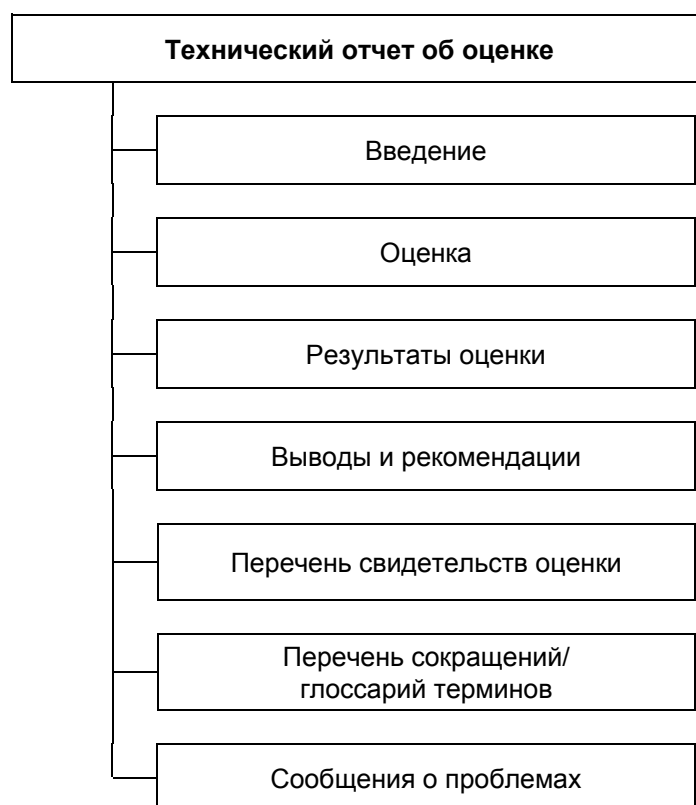 Технический отчет об оценке
Введение
Оценка
Результаты оценки
Выводы и рекомендации
Перечень свидетельств оценки
Перечень сокращений/
глоссарий терминов
Сообщения о проблемах